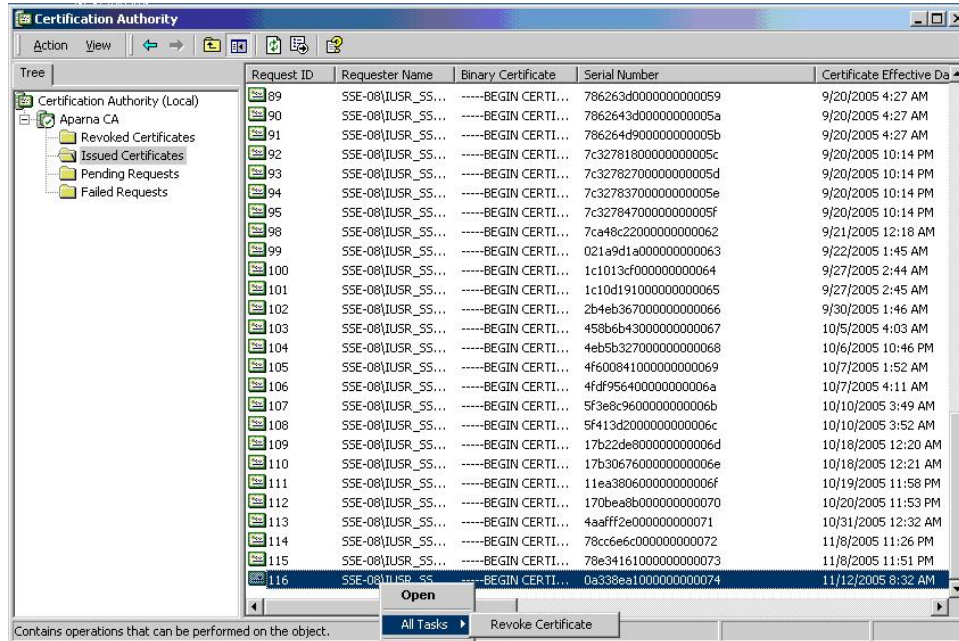 Certification Authority
Action View
Tree
Request ID Requester Name Binary Certificate Serial Number Certificate Effective Da
Certification Authority (Local)
Aparna CA
Revoked Certificates
Issued Certificates
Pending Requests
Failed Requests
89 SSE-08\IUSR_SS... -----BEGIN CERTI... 786263d0000000000059 9/20/2005 4:27 AM
90 SSE-08\IUSR_SS... -----BEGIN CERTI... 7862643d00000000005a 9/20/2005 4:27 AM
91 SSE-08\IUSR_SS... -----BEGIN CERTI... 786264d900000000005b 9/20/2005 4:27 AM
92 SSE-08\IUSR_SS... -----BEGIN CERTI... 7c32781800000000005c 9/20/2005 10:14 PM
93 SSE-08\IUSR_SS... -----BEGIN CERTI... 7c32782700000000005d 9/20/2005 10:14 PM
94 SSE-08\IUSR_SS... -----BEGIN CERTI... 7c32783700000000005e 9/20/2005 10:14 PM
95 SSE-08\IUSR_SS... -----BEGIN CERTI... 7c32784700000000005f 9/20/2005 10:14 PM
98 SSE-08\IUSR_SS... -----BEGIN CERTI... 7ca48c22000000000062 9/21/2005 12:18 AM
99 SSE-08\IUSR_SS... -----BEGIN CERTI... 021a9d1a000000000063 9/22/2005 1:45 AM
100 SSE-08\IUSR_SS... -----BEGIN CERTI... 1c1013cf000000000064 9/27/2005 2:44 AM
101 SSE-08\IUSR_SS... -----BEGIN CERTI... 1c10d191000000000065 9/27/2005 2:45 AM
102 SSE-08\IUSR_SS... -----BEGIN CERTI... 2b4eb367000000000066 9/30/2005 1:46 AM
103 SSE-08\IUSR_SS... -----BEGIN CERTI... 458b6b43000000000067 10/5/2005 4:03 AM
104 SSE-08\IUSR_SS... -----BEGIN CERTI... 4eb5b327000000000068 10/6/2005 10:46 PM
105 SSE-08\IUSR_SS... -----BEGIN CERTI... 4f600841000000000069 10/7/2005 1:52 AM
106 SSE-08\IUSR_SS... -----BEGIN CERTI... 4fdf956400000000006a 10/7/2005 4:11 AM
107 SSE-08\IUSR_SS... -----BEGIN CERTI... 5f3e8c9600000000006b 10/10/2005 3:49 AM
108 SSE-08\IUSR_SS... -----BEGIN CERTI... 5f413d2000000000006c 10/10/2005 3:52 AM
109 SSE-08\IUSR_SS... -----BEGIN CERTI... 17b22de800000000006d 10/18/2005 12:20 AM
110 SSE-08\IUSR_SS... -----BEGIN CERTI... 17b3067600000000006e 10/18/2005 12:21 AM
111 SSE-08\IUSR_SS... -----BEGIN CERTI... 11ea380600000000006f 10/19/2005 11:58 PM
112 SSE-08\IUSR_SS... -----BEGIN CERTI... 170bea8b000000000070 10/20/2005 11:53 PM
113 SSE-08\IUSR_SS... -----BEGIN CERTI... 4aafff2e000000000071 10/31/2005 12:32 AM
114 SSE-08\IUSR_SS... -----BEGIN CERTI... 78cc6e6c000000000072 11/8/2005 11:26 PM
115 SSE-08\IUSR_SS... -----BEGIN CERTI... 78e34161000000000073 11/8/2005 11:51 PM
116 SSE-08\IUSR_SS... -----BEGIN CERTI... 0a338ea1000000000074 11/12/2005 8:32 AM
Open
All Tasks Revoke Certificate
Contains operations that can be performed on the object.